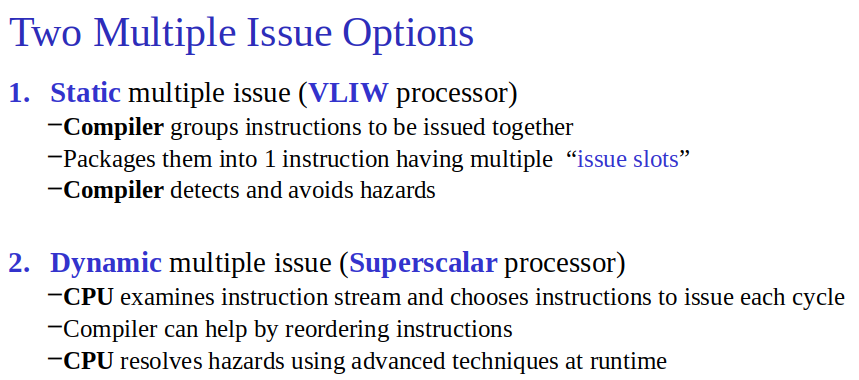 Two Multiple Issue Options
1. Static multiple issue (VLIW processor)
–Compiler groups instructions to be issued together
–Packages them into 1 instruction having multiple “issue slots”
–Compiler detects and avoids hazards
2. Dynamic multiple issue (Superscalar processor)
–CPU examines instruction stream and chooses instructions to issue each cycle
–Compiler can help by reordering instructions
–CPU resolves hazards using advanced techniques at runtime